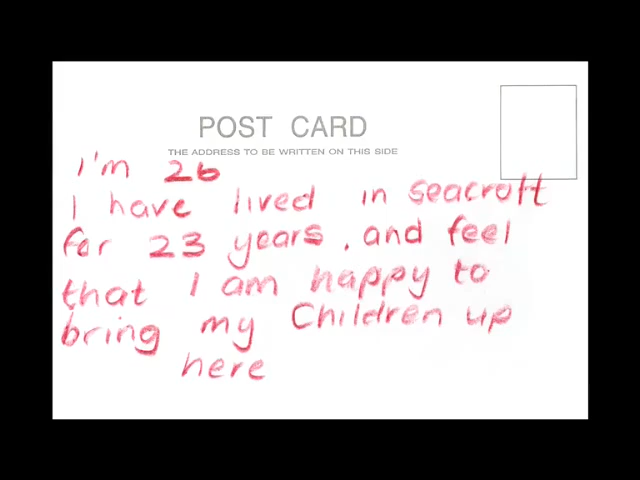 POST CARD
THE ADDRESS TO BE WRITTEN ON THIS SIDE
I'm 26
I have lived in seacroft
for 23 years, and feel
that I am happy to
bring my Children up
here